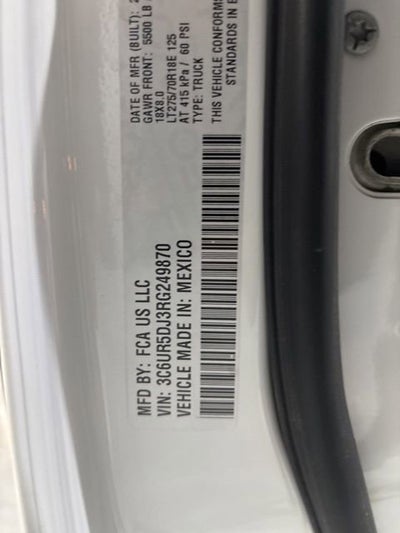 DATE OF MFR (BUILT): 2
GAWR FRONT: 5500 LB
18X8.0
LT275/70R18E 125
AT 415 kPa / 60 PSI
TYPE: TRUCK
THIS VEHICLE CONFORMS
STANDARDS IN E
MFD BY: FCA US LLC
VIN: 3C6UR5DJ3RG249870
VEHICLE MADE IN: MEXICO